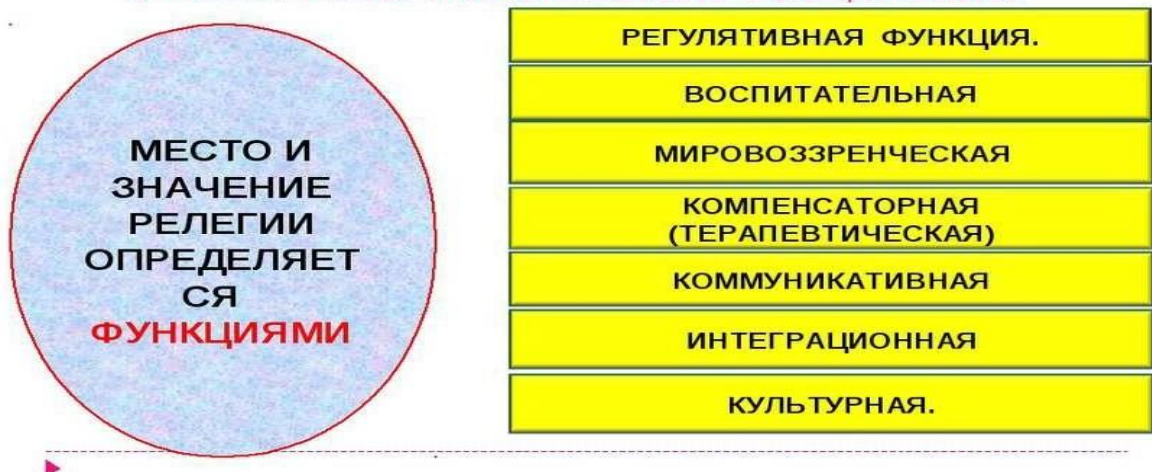 МЕСТО И
ЗНАЧЕНИЕ
РЕЛЕГИИ
ОПРЕДЕЛЯЕТ
СЯ
ФУНКЦИЯМИ
РЕГУЛЯТИВНАЯ ФУНКЦИЯ.
ВОСПИТАТЕЛЬНАЯ
МИРОВОЗЗРЕНЧЕСКАЯ
КОМПЕНСАТОРНАЯ
(ТЕРАПЕВТИЧЕСКАЯ)
КОММУНИКАТИВНАЯ
ИНТЕГРАЦИОННАЯ
КУЛЬТУРНАЯ.